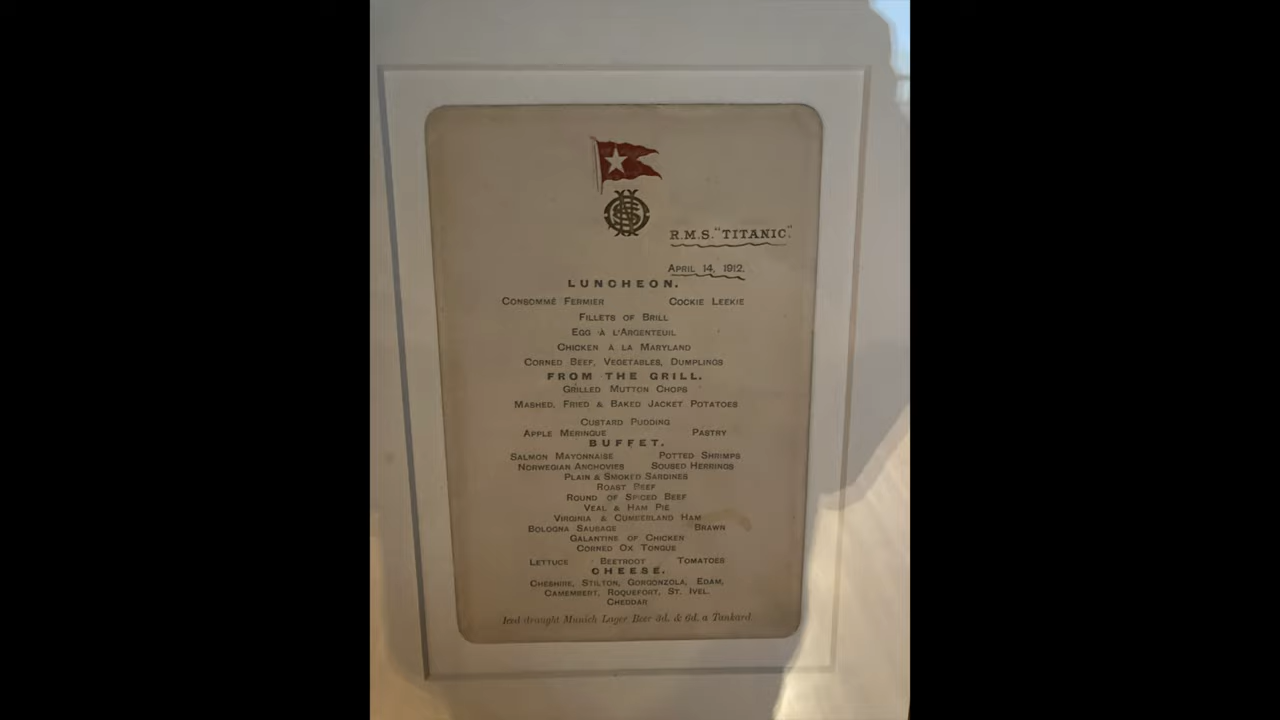 R.M.S. "TITANIC".
APRIL 14, 1912.
LUNCHEON.
CONSOMMÉ FERMIER COCKIE LEEKIE
FILLETS OF BRILL
EGG À L'ARGENTEUIL
CHICKEN À LA MARYLAND
CORNED BEEF, VEGETABLES, DUMPLINGS
FROM THE GRILL.
GRILLED MUTTON CHOPS
MASHED, FRIED & BAKED JACKET POTATOES
CUSTARD PUDDING
APPLE MERINGUE PASTRY
BUFFET.
SALMON MAYONNAISE POTTED SHRIMPS
NORWEGIAN ANCHOVIES SOUSED HERRINGS
PLAIN & SMOKED SARDINES
ROAST BEEF
ROUND OF SPICED BEEF
VEAL & HAM PIE
VIRGINIA & CUMBERLAND HAM
BOLOGNA SAUSAGE BRAWN
GALANTINE OF CHICKEN
CORNED OX TONGUE
LETTUCE BEETROOT TOMATOES
CHEESE.
CHESHIRE, STILTON, GORGONZOLA, EDAM,
CAMEMBERT, ROQUEFORT, ST. IVEL.
CHEDDAR
Iced draught Munich Lager Beer 3d. & 6d. a Tankard.